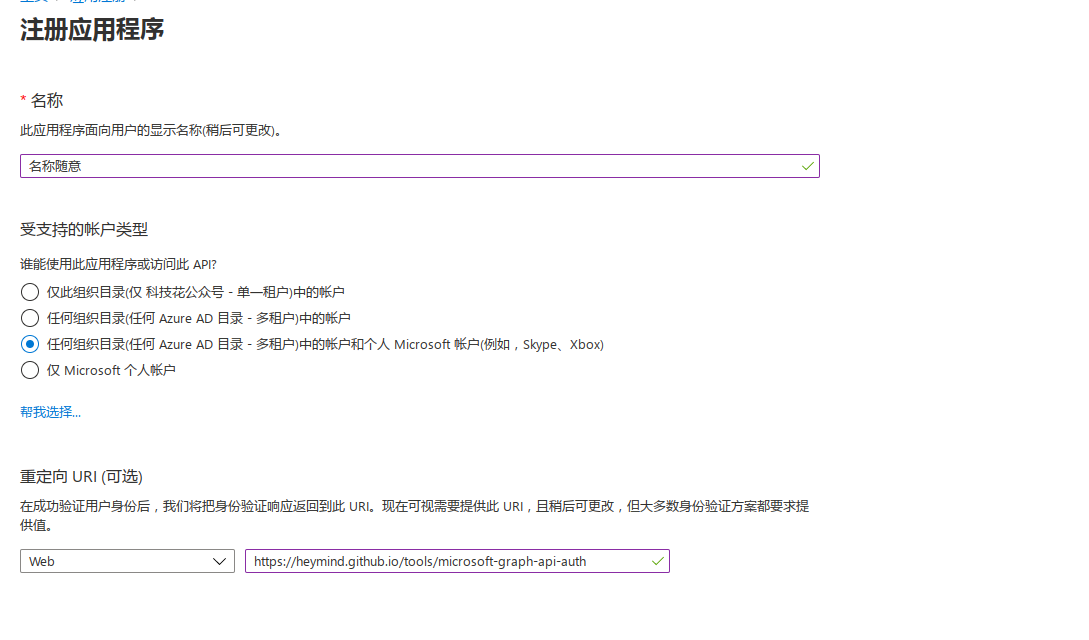 注册应用程序
* 名称
此应用程序面向用户的显示名称(稍后可更改)。
名称随意
受支持的帐户类型
谁能使用此应用程序或访问此 API?
仅此组织目录(仅 科技花公众号 - 单一租户)中的帐户
任何组织目录(任何 Azure AD 目录 - 多租户)中的帐户
任何组织目录(任何 Azure AD 目录 - 多租户)中的帐户和个人 Microsoft 帐户(例如，Skype、Xbox)
仅 Microsoft 个人帐户
帮我选择...
重定向 URI (可选)
在成功验证用户身份后，我们将把身份验证响应返回到此 URI。现在可视需要提供此 URI，且稍后可更改，但大多数身份验证方案都要求提
供值。
Web https://heymind.github.io/tools/microsoft-graph-api-auth